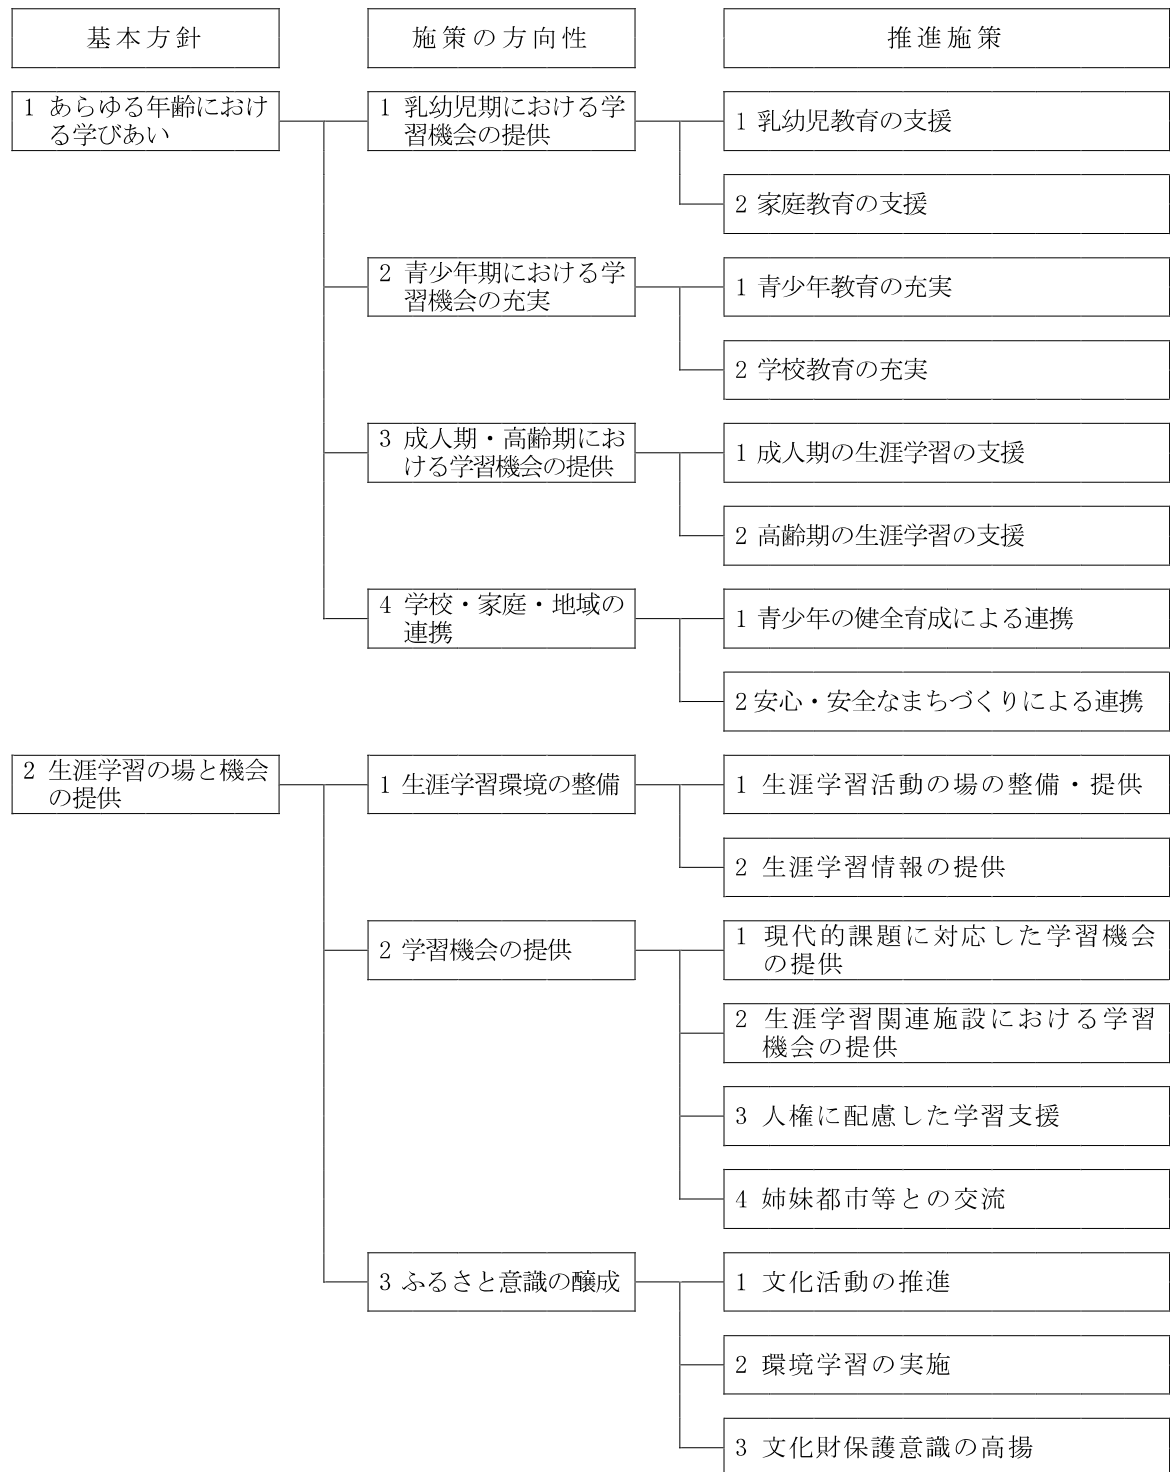 基本方針
施策の方向性
推進施策
1 あらゆる年齢におけ
る学びあい
1 乳幼児期における学
習機会の提供
1 乳幼児教育の支援
2 家庭教育の支援
2 青少年期における学
習機会の充実
1 青少年教育の充実
2 学校教育の充実
3 成人期・高齢期にお
ける学習機会の提供
1 成人期の生涯学習の支援
2 高齢期の生涯学習の支援
4 学校・家庭・地域の
連携
1 青少年の健全育成による連携
2 安心・安全なまちづくりによる連携
2 生涯学習の場と機会
の提供
1 生涯学習環境の整備
1 生涯学習活動の場の整備・提供
2 生涯学習情報の提供
2 学習機会の提供
1 現代的課題に対応した学習機会
の提供
2 生涯学習関連施設における学習
機会の提供
3 人権に配慮した学習支援
4 姉妹都市等との交流
3 ふるさと意識の醸成
1 文化活動の推進
2 環境学習の実施
3 文化財保護意識の高揚